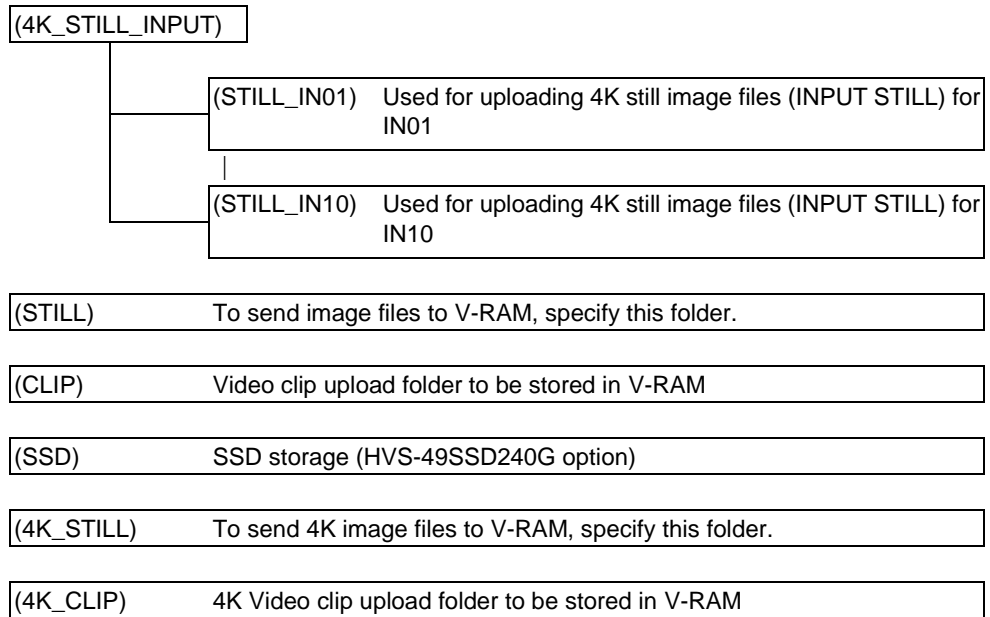 (4K_STILL_INPUT)
(STILL_IN01) Used for uploading 4K still image files (INPUT STILL) for
IN01
|
(STILL_IN10) Used for uploading 4K still image files (INPUT STILL) for
IN10
(STILL) To send image files to V-RAM, specify this folder.
(CLIP) Video clip upload folder to be stored in V-RAM
(SSD) SSD storage (HVS-49SSD240G option)
(4K_STILL) To send 4K image files to V-RAM, specify this folder.
(4K_CLIP) 4K Video clip upload folder to be stored in V-RAM